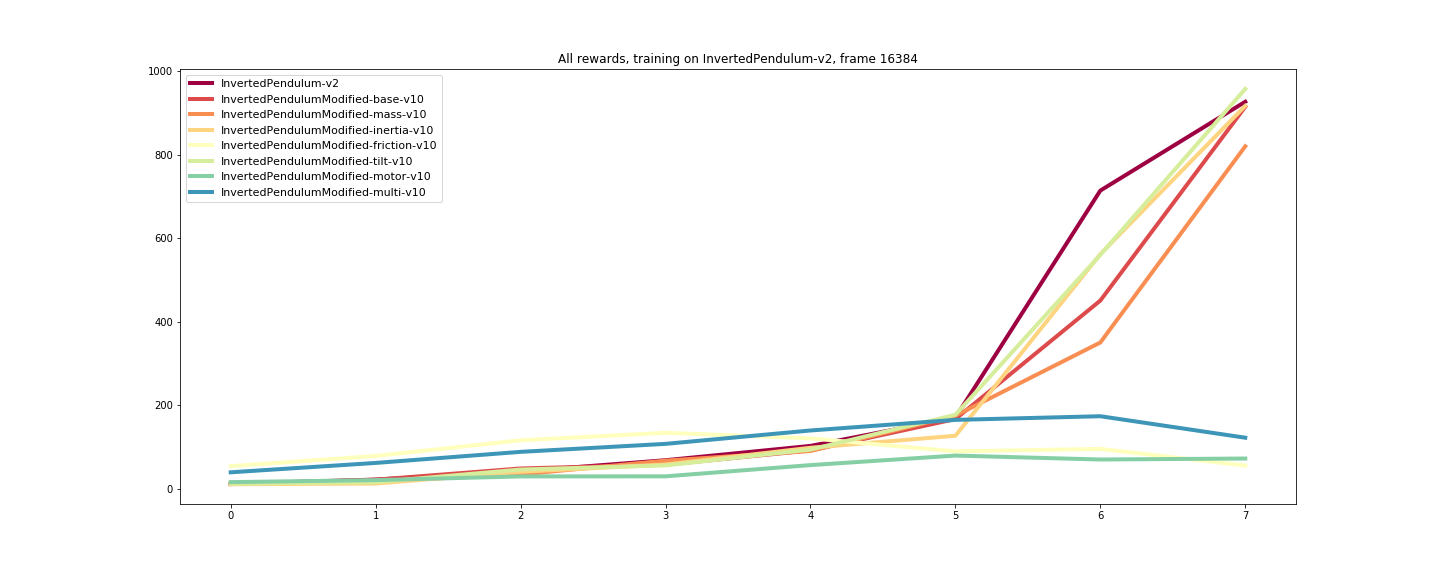 All rewards, training on InvertedPendulum-v2, frame 16384
1000
800
600
400
200
0
InvertedPendulum-v2
InvertedPendulumModified-base-v10
InvertedPendulumModified-mass-v10
InvertedPendulumModified-inertia-v10
InvertedPendulumModified-friction-v10
InvertedPendulumModified-tilt-v10
InvertedPendulumModified-motor-v10
InvertedPendulumModified-multi-v10
0 1 2 3 4 5 6 7